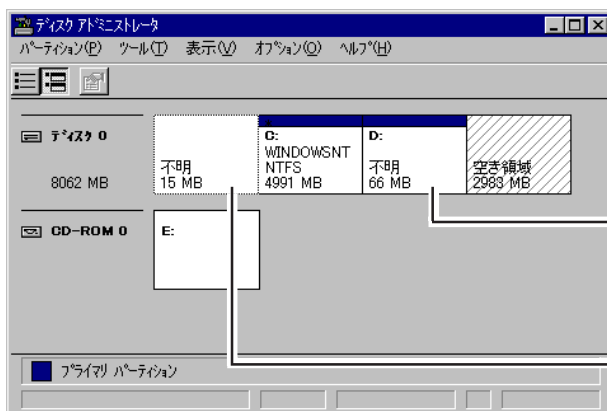 ディスク アドミニストレータ
パーティション(P) ツール(T) 表示(V) オプション(O) ヘルプ(H)
ディスク 0
8062 MB
不明
15 MB
C:
WINDOWSNT
NTFS
4991 MB
D:
不明
66 MB
空き領域
2983 MB
CD-ROM 0
E:
プライマリ パーティション